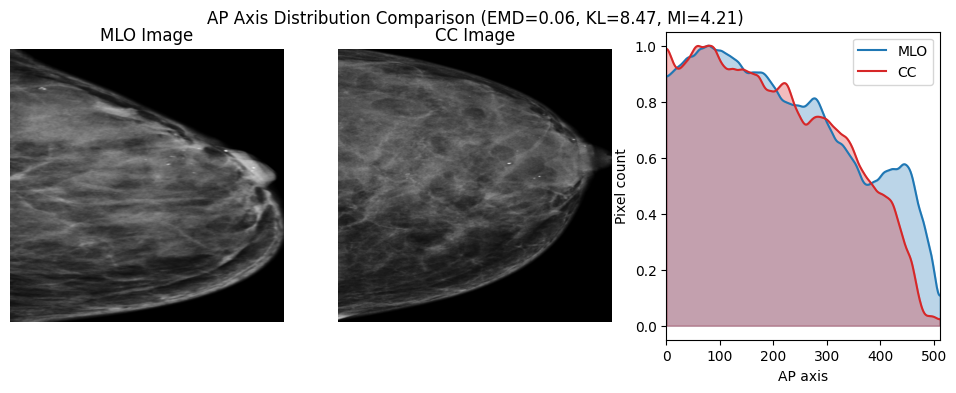 AP Axis Distribution Comparison (EMD=0.06, KL=8.47, MI=4.21)
MLO Image
CC Image
MLO
CC
Pixel count
1.0
0.8
0.6
0.4
0.2
0.0
0 100 200 300 400 500
AP axis